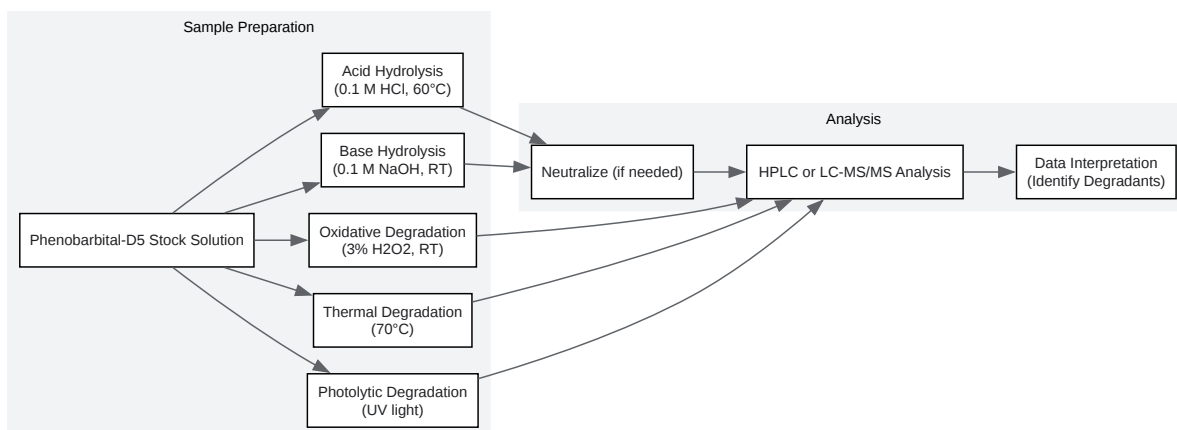 Sample Preparation
Acid Hydrolysis
(0.1 M HCl, 60°C)
Analysis
Base Hydrolysis
(0.1 M NaOH, RT)
Neutralize (if needed)
HPLC or LC-MS/MS Analysis
Data Interpretation
(Identify Degradants)
Phenobarbital-D5 Stock Solution
Oxidative Degradation
(3% H2O2, RT)
Thermal Degradation
(70°C)
Photolytic Degradation
(UV light)